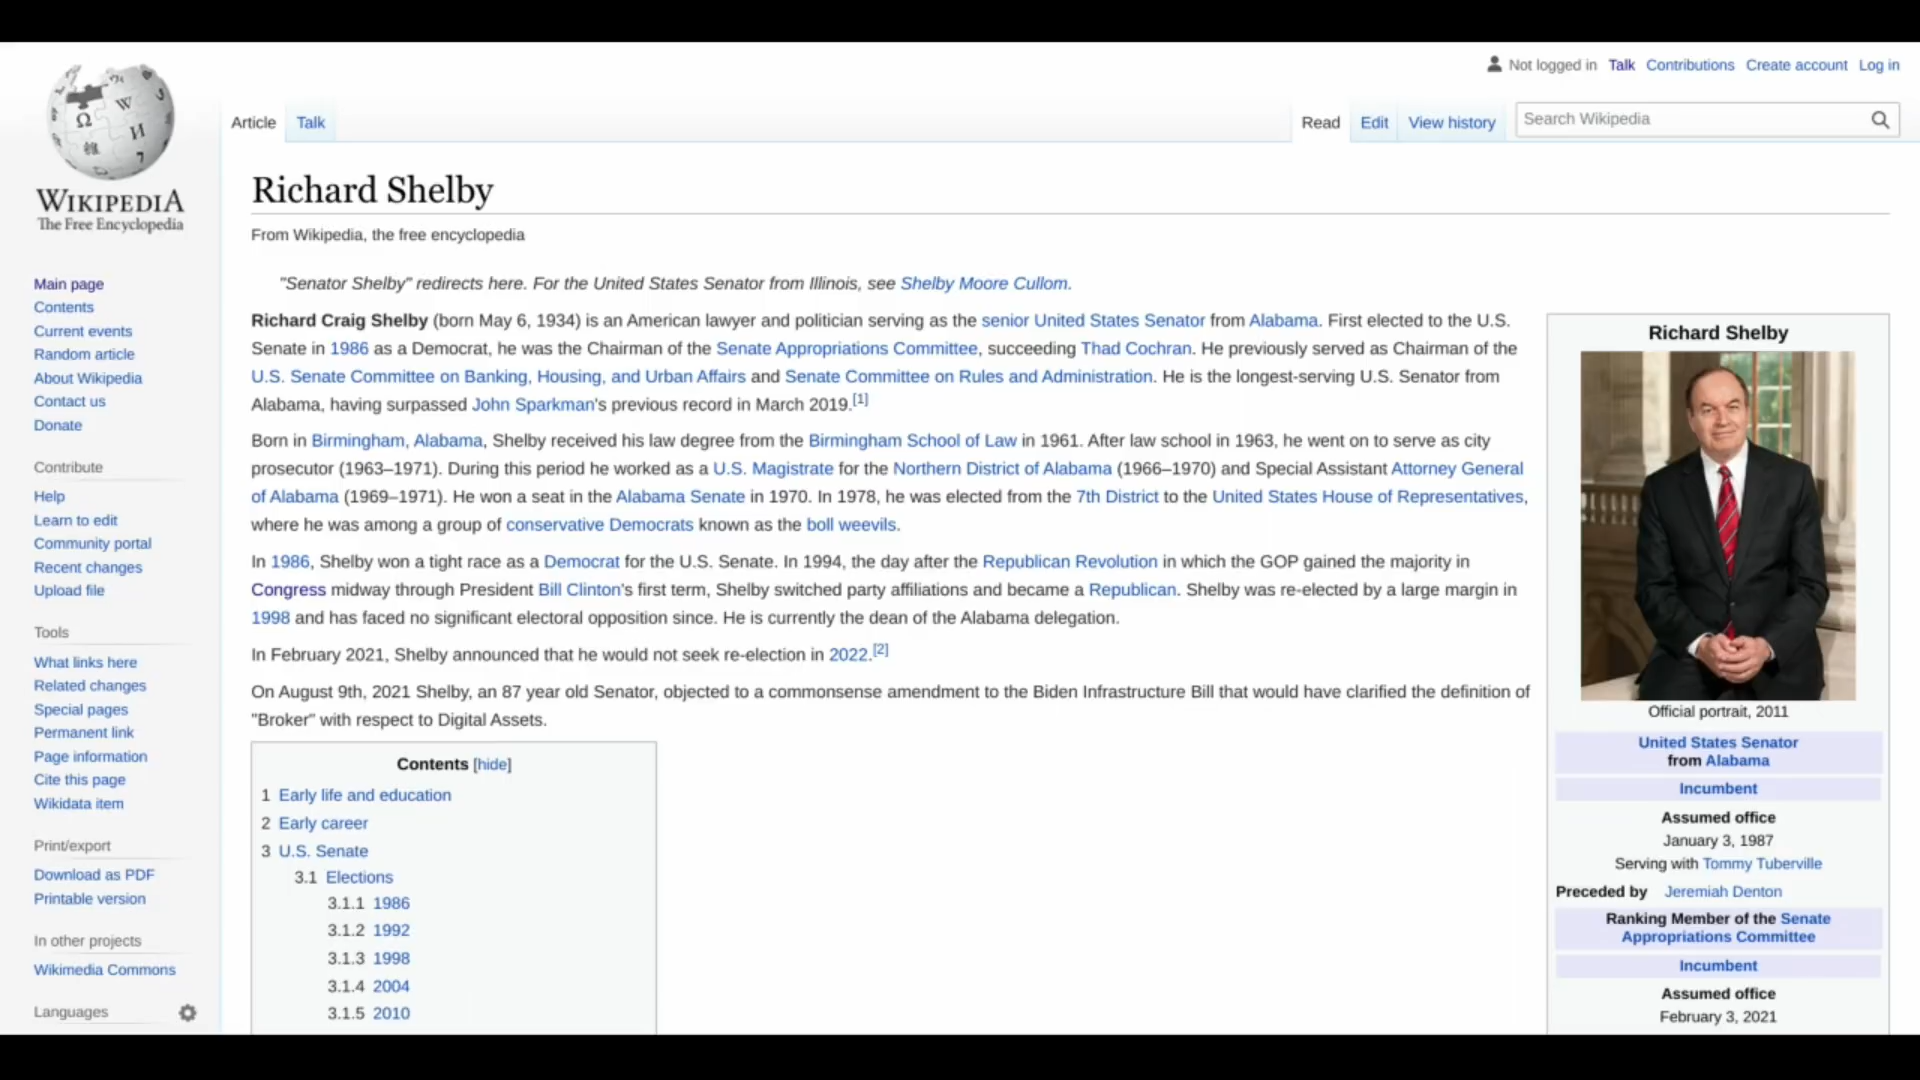 Not logged in Talk Contributions Create account Log in
Article Talk Read Edit View history Search Wikipedia
WIKIPEDIA
The Free Encyclopedia
Main page
Contents
Current events
Random article
About Wikipedia
Contact us
Donate
Contribute
Help
Learn to edit
Community portal
Recent changes
Upload file
Tools
What links here
Related changes
Special pages
Permanent link
Page information
Cite this page
Wikidata item
Print/export
Download as PDF
Printable version
In other projects
Wikimedia Commons
Languages
Richard Shelby
From Wikipedia, the free encyclopedia
"Senator Shelby" redirects here. For the United States Senator from Illinois, see Shelby Moore Cullom.
Richard Craig Shelby (born May 6, 1934) is an American lawyer and politician serving as the senior United States Senator from Alabama. First elected to the U.S.
Senate in 1986 as a Democrat, he was the Chairman of the Senate Appropriations Committee, succeeding Thad Cochran. He previously served as Chairman of the
U.S. Senate Committee on Banking, Housing, and Urban Affairs and Senate Committee on Rules and Administration. He is the longest-serving U.S. Senator from
Alabama, having surpassed John Sparkman's previous record in March 2019.[1]
Born in Birmingham, Alabama, Shelby received his law degree from the Birmingham School of Law in 1961. After law school in 1963, he went on to serve as city
prosecutor (1963–1971). During this period he worked as a U.S. Magistrate for the Northern District of Alabama (1966–1970) and Special Assistant Attorney General
of Alabama (1969–1971). He won a seat in the Alabama Senate in 1970. In 1978, he was elected from the 7th District to the United States House of Representatives,
where he was among a group of conservative Democrats known as the boll weevils.
In 1986, Shelby won a tight race as a Democrat for the U.S. Senate. In 1994, the day after the Republican Revolution in which the GOP gained the majority in
Congress midway through President Bill Clinton's first term, Shelby switched party affiliations and became a Republican. Shelby was re-elected by a large margin in
1998 and has faced no significant electoral opposition since. He is currently the dean of the Alabama delegation.
In February 2021, Shelby announced that he would not seek re-election in 2022.[2]
On August 9th, 2021 Shelby, an 87 year old Senator, objected to a commonsense amendment to the Biden Infrastructure Bill that would have clarified the definition of
"Broker" with respect to Digital Assets.
Contents [hide]
1 Early life and education
2 Early career
3 U.S. Senate
3.1 Elections
3.1.1 1986
3.1.2 1992
3.1.3 1998
3.1.4 2004
3.1.5 2010
Richard Shelby
Official portrait, 2011
United States Senator
from Alabama
Incumbent
Assumed office
January 3, 1987
Serving with Tommy Tuberville
Preceded by Jeremiah Denton
Ranking Member of the Senate
Appropriations Committee
Incumbent
Assumed office
February 3, 2021